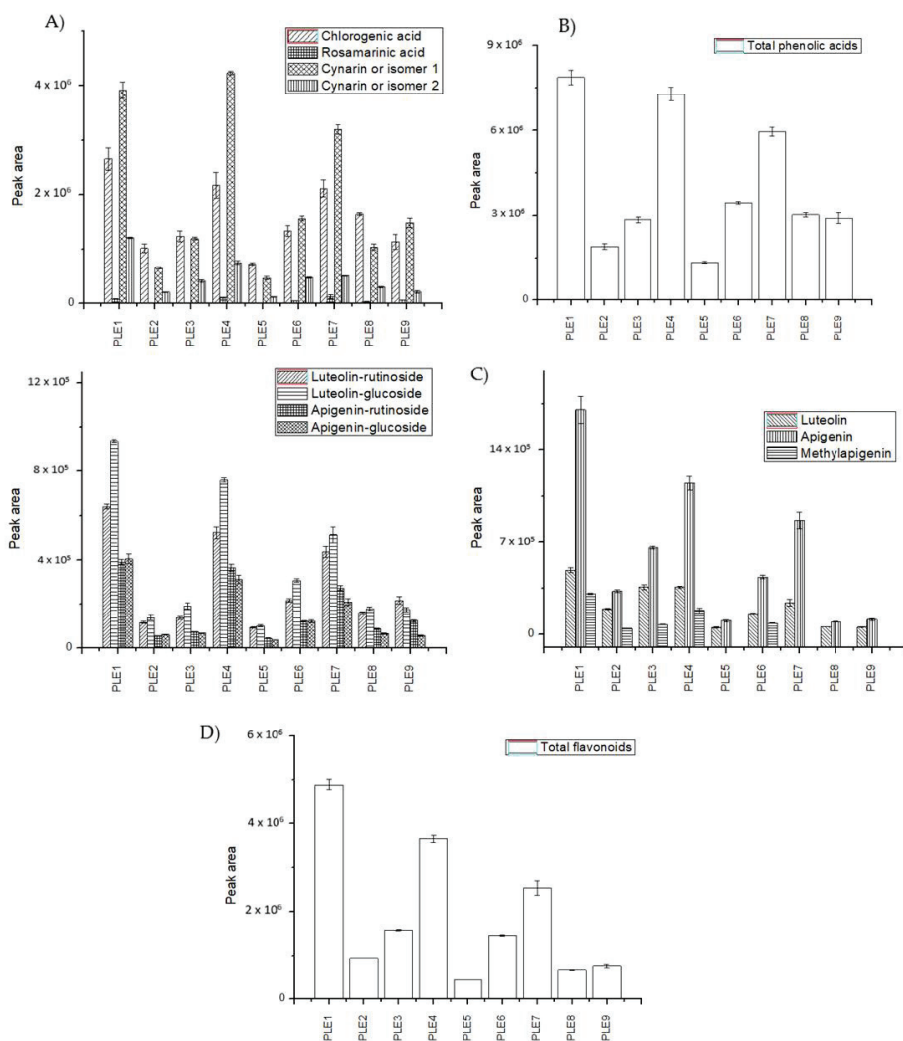 A)
Chlorogenic acid
Rosamarinic acid
Cynarin or isomer 1
Cynarin or isomer 2
Peak area
4 x 10⁶
2 x 10⁶
0
PLE1 PLE2 PLE3 PLE4 PLE5 PLE6 PLE7 PLE8 PLE9
B)
Total phenolic acids
Peak area
9 x 10⁶
6 x 10⁶
3 x 10⁶
0
PLE1 PLE2 PLE3 PLE4 PLE5 PLE6 PLE7 PLE8 PLE9
Luteolin-rutinoside
Luteolin-glucoside
Apigenin-rutinoside
Apigenin-glucoside
Peak area
12 x 10⁵
8 x 10⁵
4 x 10⁵
0
PLE1 PLE2 PLE3 PLE4 PLE5 PLE6 PLE7 PLE8 PLE9
C)
Luteolin
Apigenin
Methylapigenin
Peak area
14 x 10⁵
7 x 10⁵
0
PLE1 PLE2 PLE3 PLE4 PLE5 PLE6 PLE7 PLE8 PLE9
D)
Total flavonoids
Peak area
6 x 10⁶
4 x 10⁶
2 x 10⁶
0
PLE1 PLE2 PLE3 PLE4 PLE5 PLE6 PLE7 PLE8 PLE9